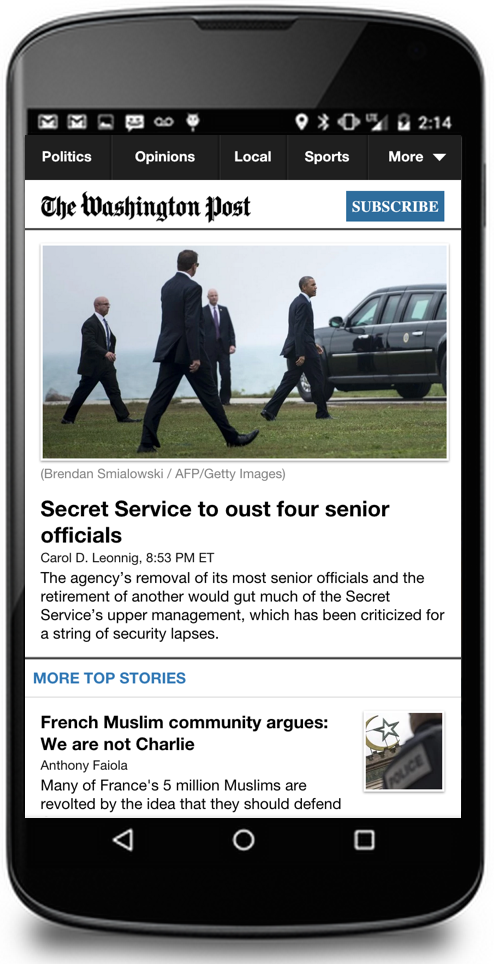 2:14
Politics
Opinions
Local
Sports
More
The Washington Post
SUBSCRIBE
(Brendan Smialowski / AFP/Getty Images)
Secret Service to oust four senior
officials
Carol D. Leonnig, 8:53 PM ET
The agency’s removal of its most senior officials and the
retirement of another would gut much of the Secret
Service’s upper management, which has been criticized for
a string of security lapses.
MORE TOP STORIES
French Muslim community argues:
We are not Charlie
Anthony Faiola
Many of France's 5 million Muslims are
revolted by the idea that they should defend
POLICE